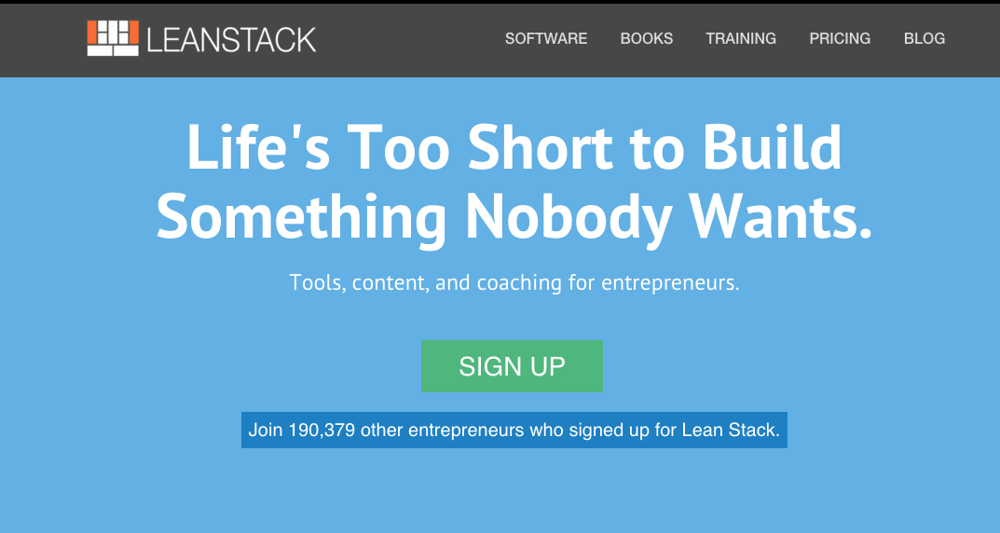 LEANSTACK
SOFTWARE BOOKS TRAINING PRICING BLOG
Life's Too Short to Build
Something Nobody Wants.
Tools, content, and coaching for entrepreneurs.
SIGN UP
Join 190,379 other entrepreneurs who signed up for Lean Stack.